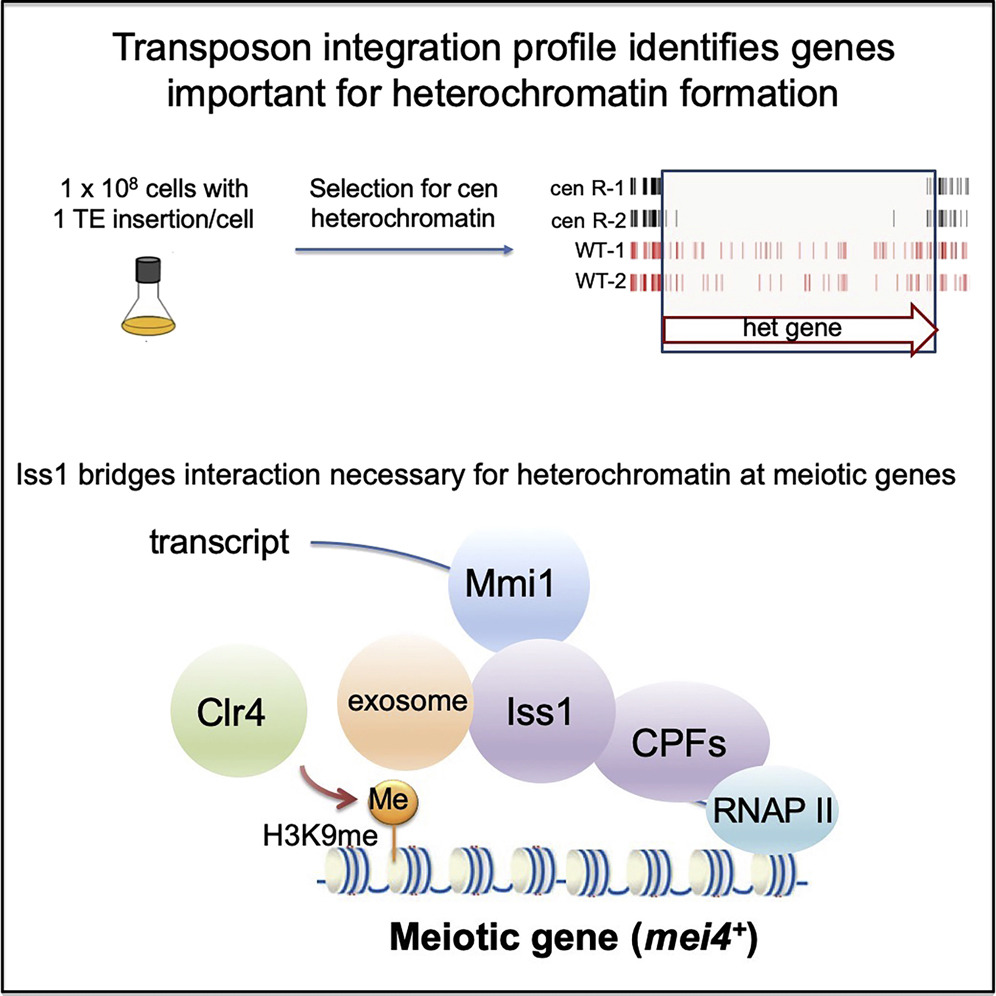 Transposon integration profile identifies genes
important for heterochromatin formation
1 x 10⁸ cells with
1 TE insertion/cell
Selection for cen
heterochromatin
cen R-1
cen R-2
WT-1
WT-2
het gene
Iss1 bridges interaction necessary for heterochromatin at meiotic genes
transcript
Mmi1
Clr4
exosome
Iss1
CPFs
Me
RNAP II
H3K9me
Meiotic gene (mei4⁺)